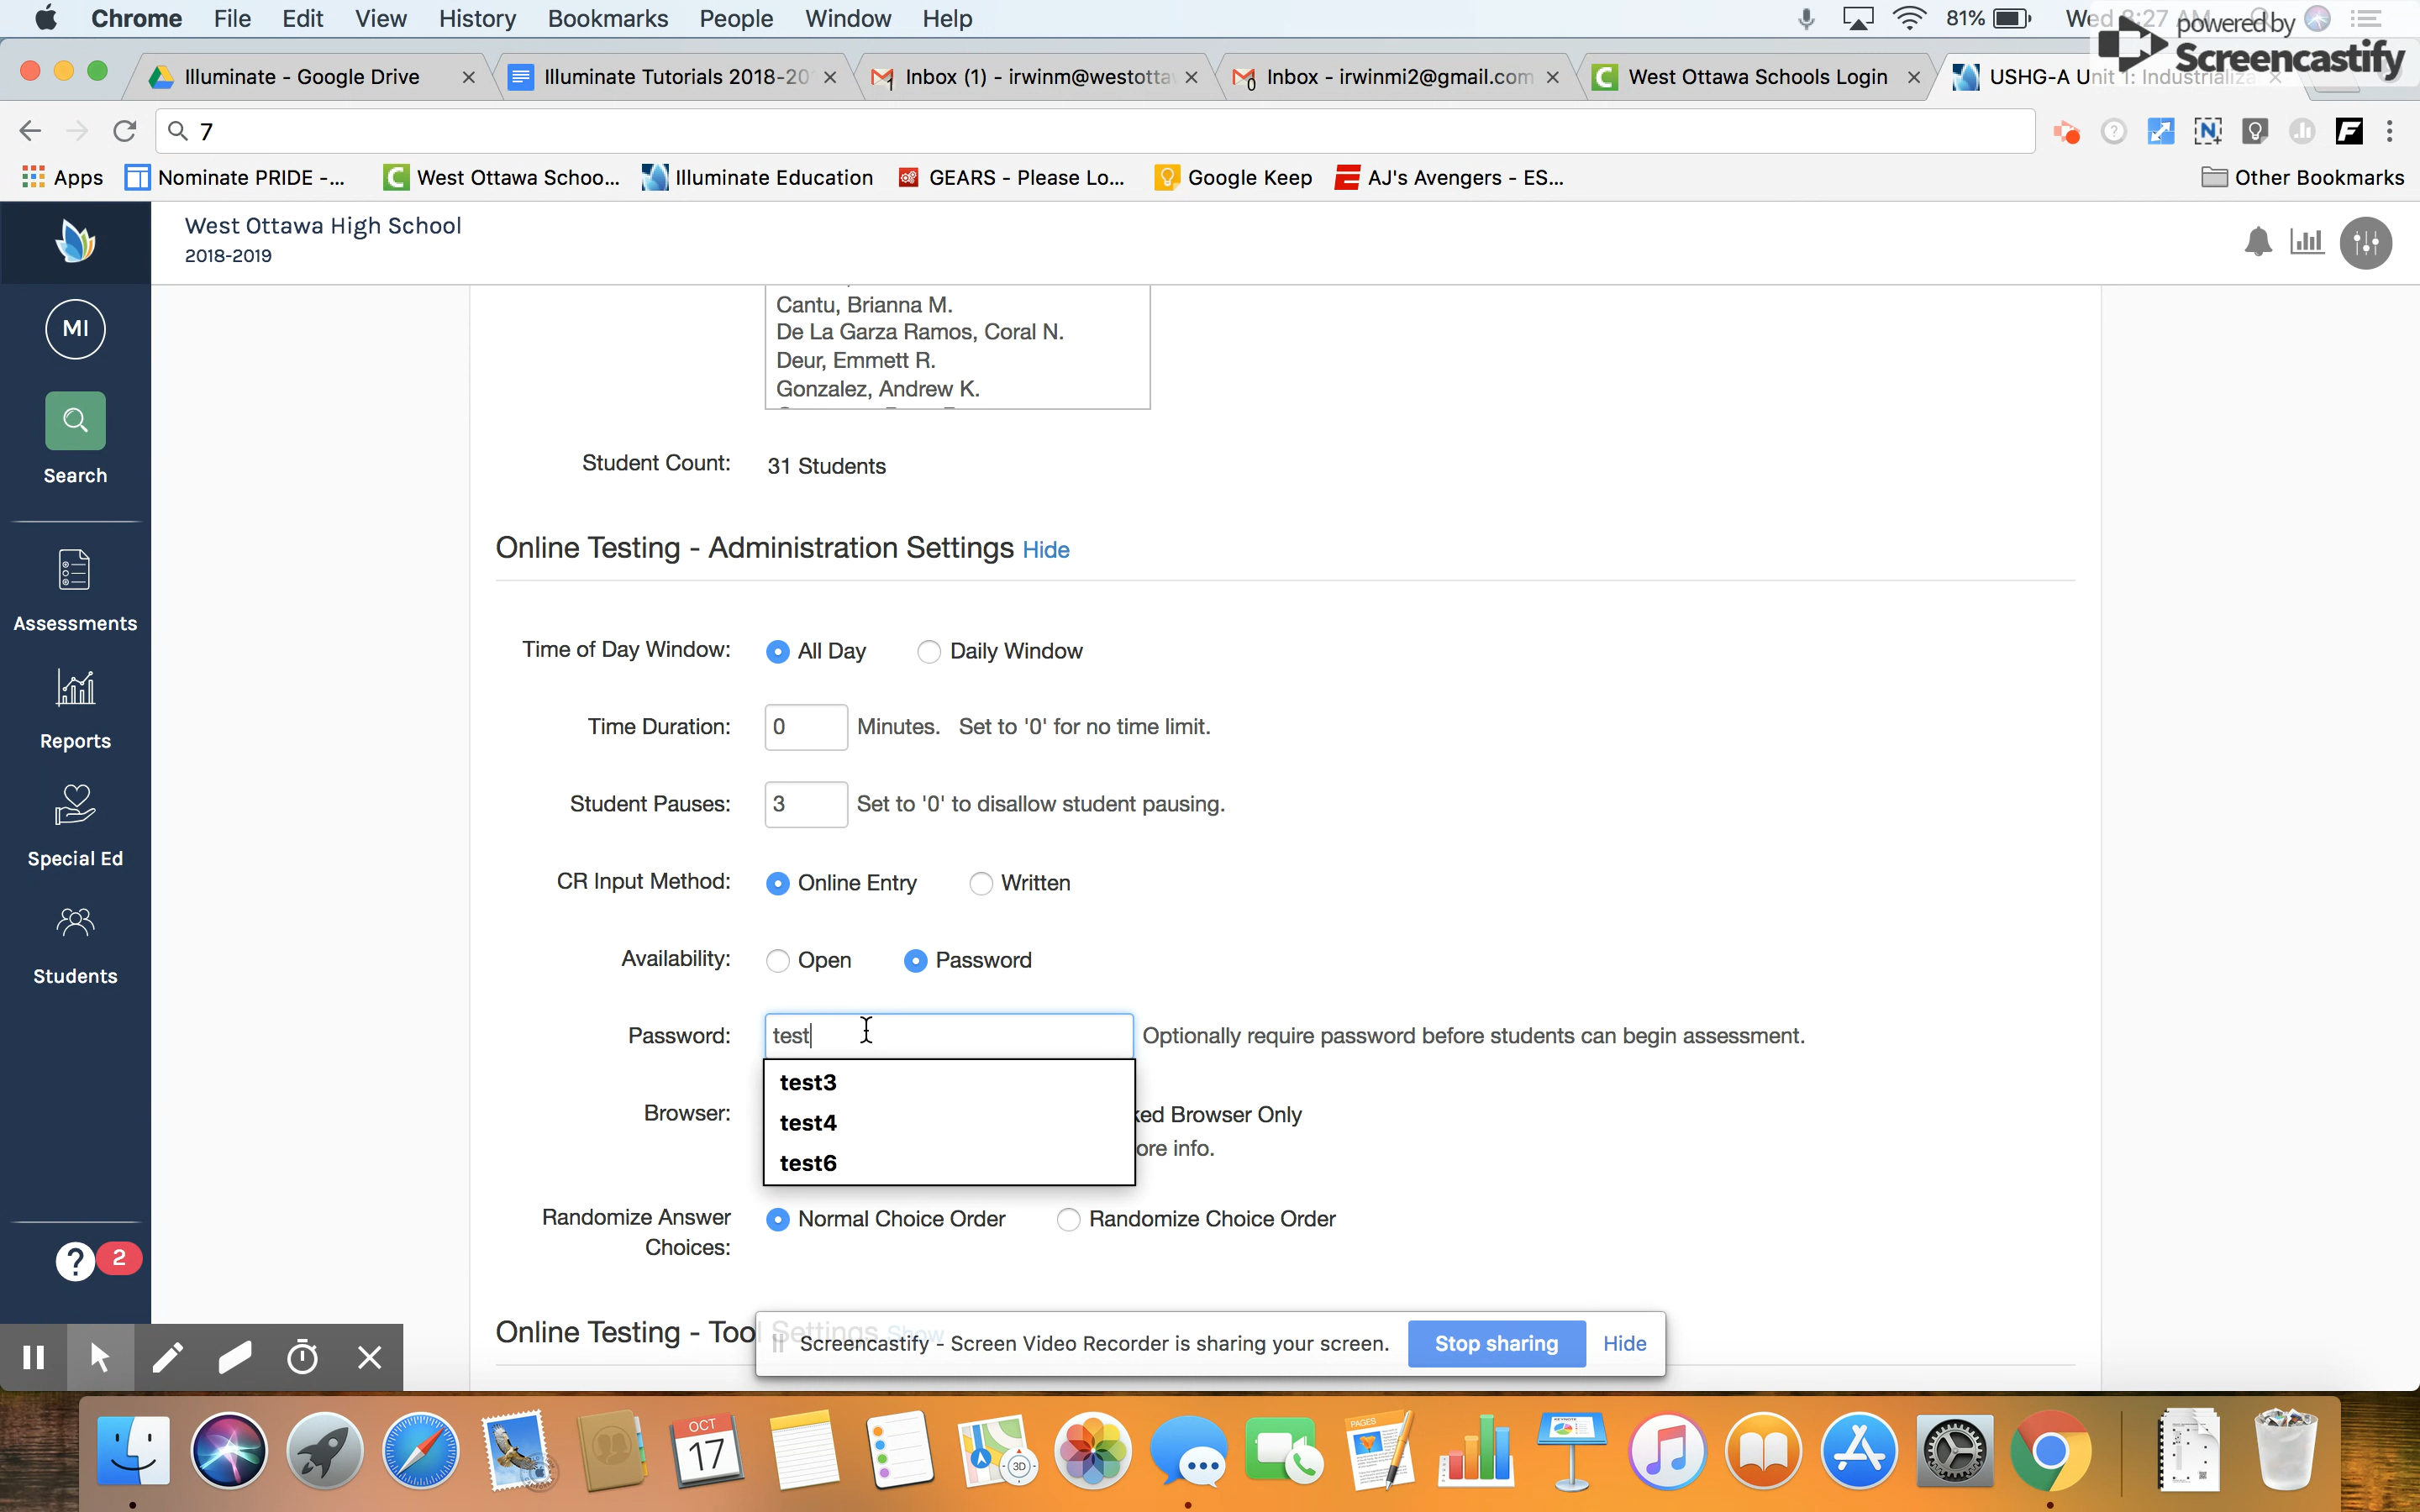 Chrome File Edit View History Bookmarks People Window Help 81% Wed 8:27 AM
powered by
Screencastify
Illuminate - Google Drive
Illuminate Tutorials 2018-20
Inbox (1) - irwinm@westotta
Inbox - irwinmi2@gmail.com
West Ottawa Schools Login
USHG-A Unit 1: Industrializa
7
Apps Nominate PRIDE -... West Ottawa Schoo... Illuminate Education GEARS - Please Lo... Google Keep AJ's Avengers - ES... Other Bookmarks
West Ottawa High School
2018-2019
MI
Search
Assessments
Reports
Special Ed
Students
? 2
Cantu, Brianna M.
De La Garza Ramos, Coral N.
Deur, Emmett R.
Gonzalez, Andrew K.
Student Count: 31 Students
Online Testing - Administration Settings Hide
Time of Day Window: All Day Daily Window
Time Duration: 0 Minutes. Set to '0' for no time limit.
Student Pauses: 3 Set to '0' to disallow student pausing.
CR Input Method: Online Entry Written
Availability: Open Password
Password: test Optionally require password before students can begin assessment.
test3
test4
test6
Browser: ked Browser Only
ore info.
Randomize Answer Choices: Normal Choice Order Randomize Choice Order
Online Testing - Tool Settings Show
Screencastify - Screen Video Recorder is sharing your screen. Stop sharing Hide
OCT
17
3D
PAGES
KEYNOTE